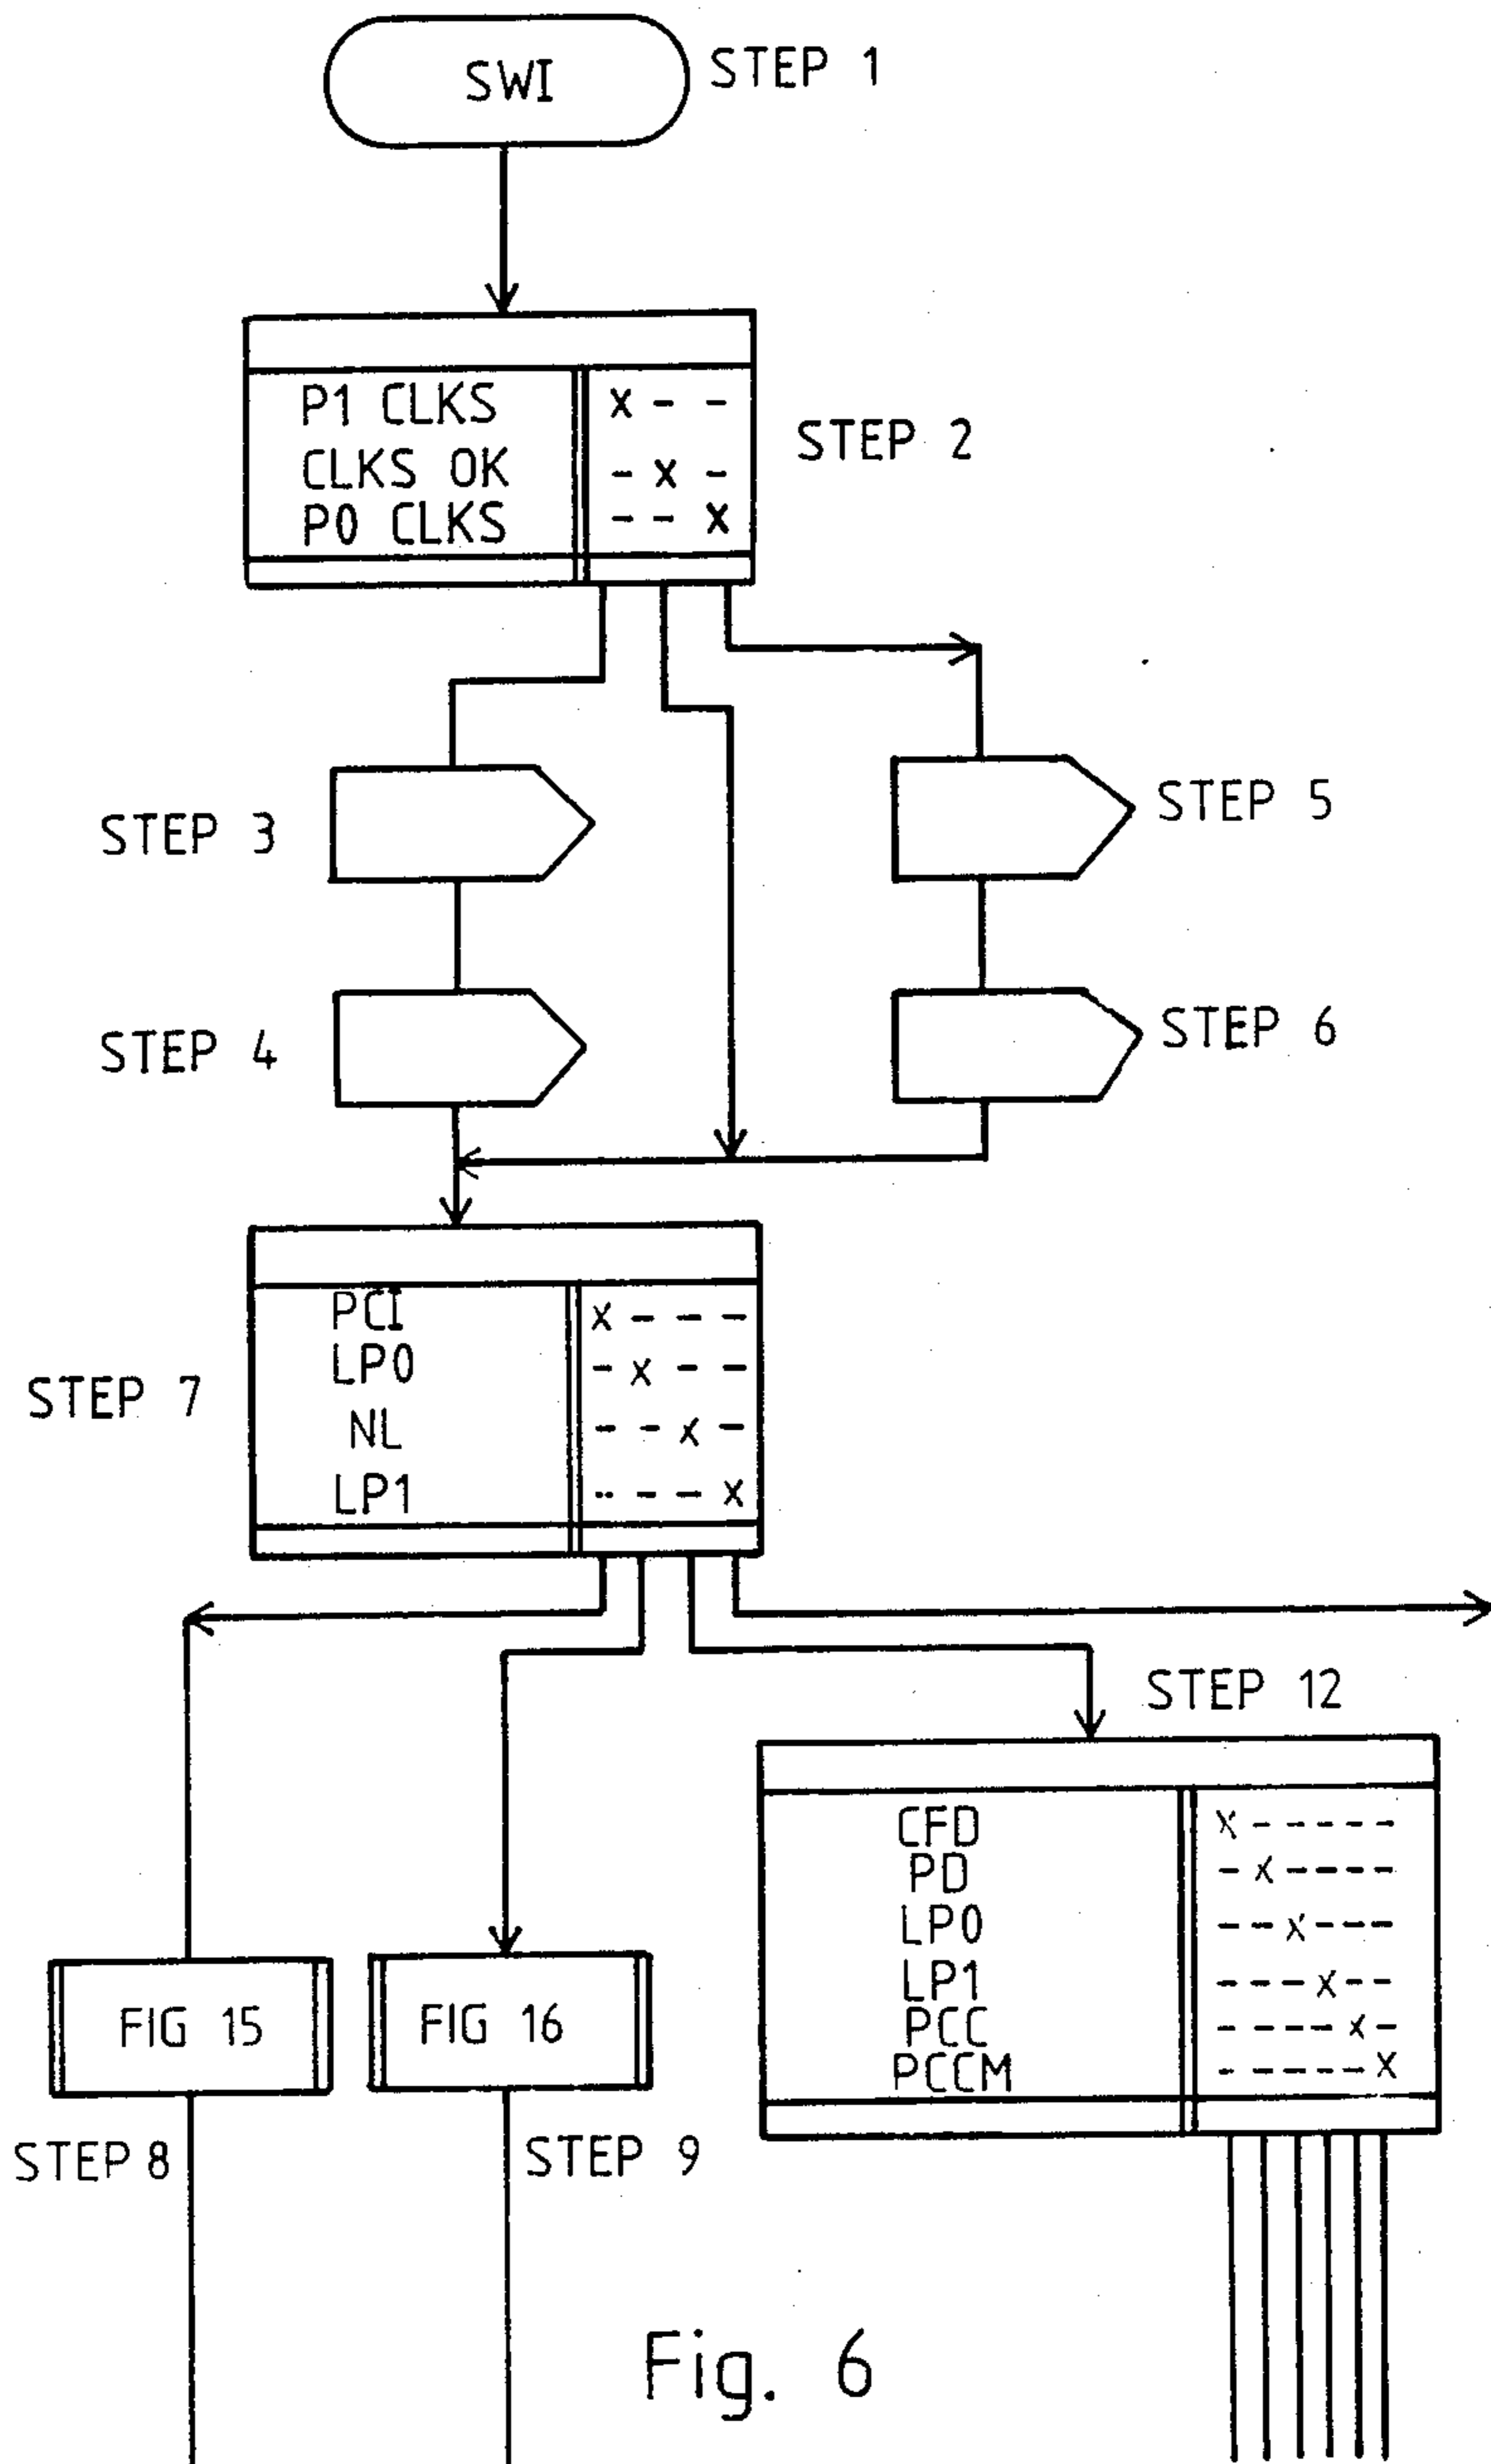 SWI
STEP 1
P1 CLKS X - -
CLKS OK - X -
P0 CLKS - - X
STEP 2
STEP 3
STEP 5
STEP 4
STEP 6
STEP 7
PCI X - - -
LP0 - X - -
NL - - X -
LP1 - - - X
STEP 12
CFD X - - - - -
PD - X - - - -
LP0 - - X - - -
LP1 - - - X - -
PCC - - - - X -
PCCM - - - - - X
FIG 15
FIG 16
STEP 8
STEP 9
Fig. 6